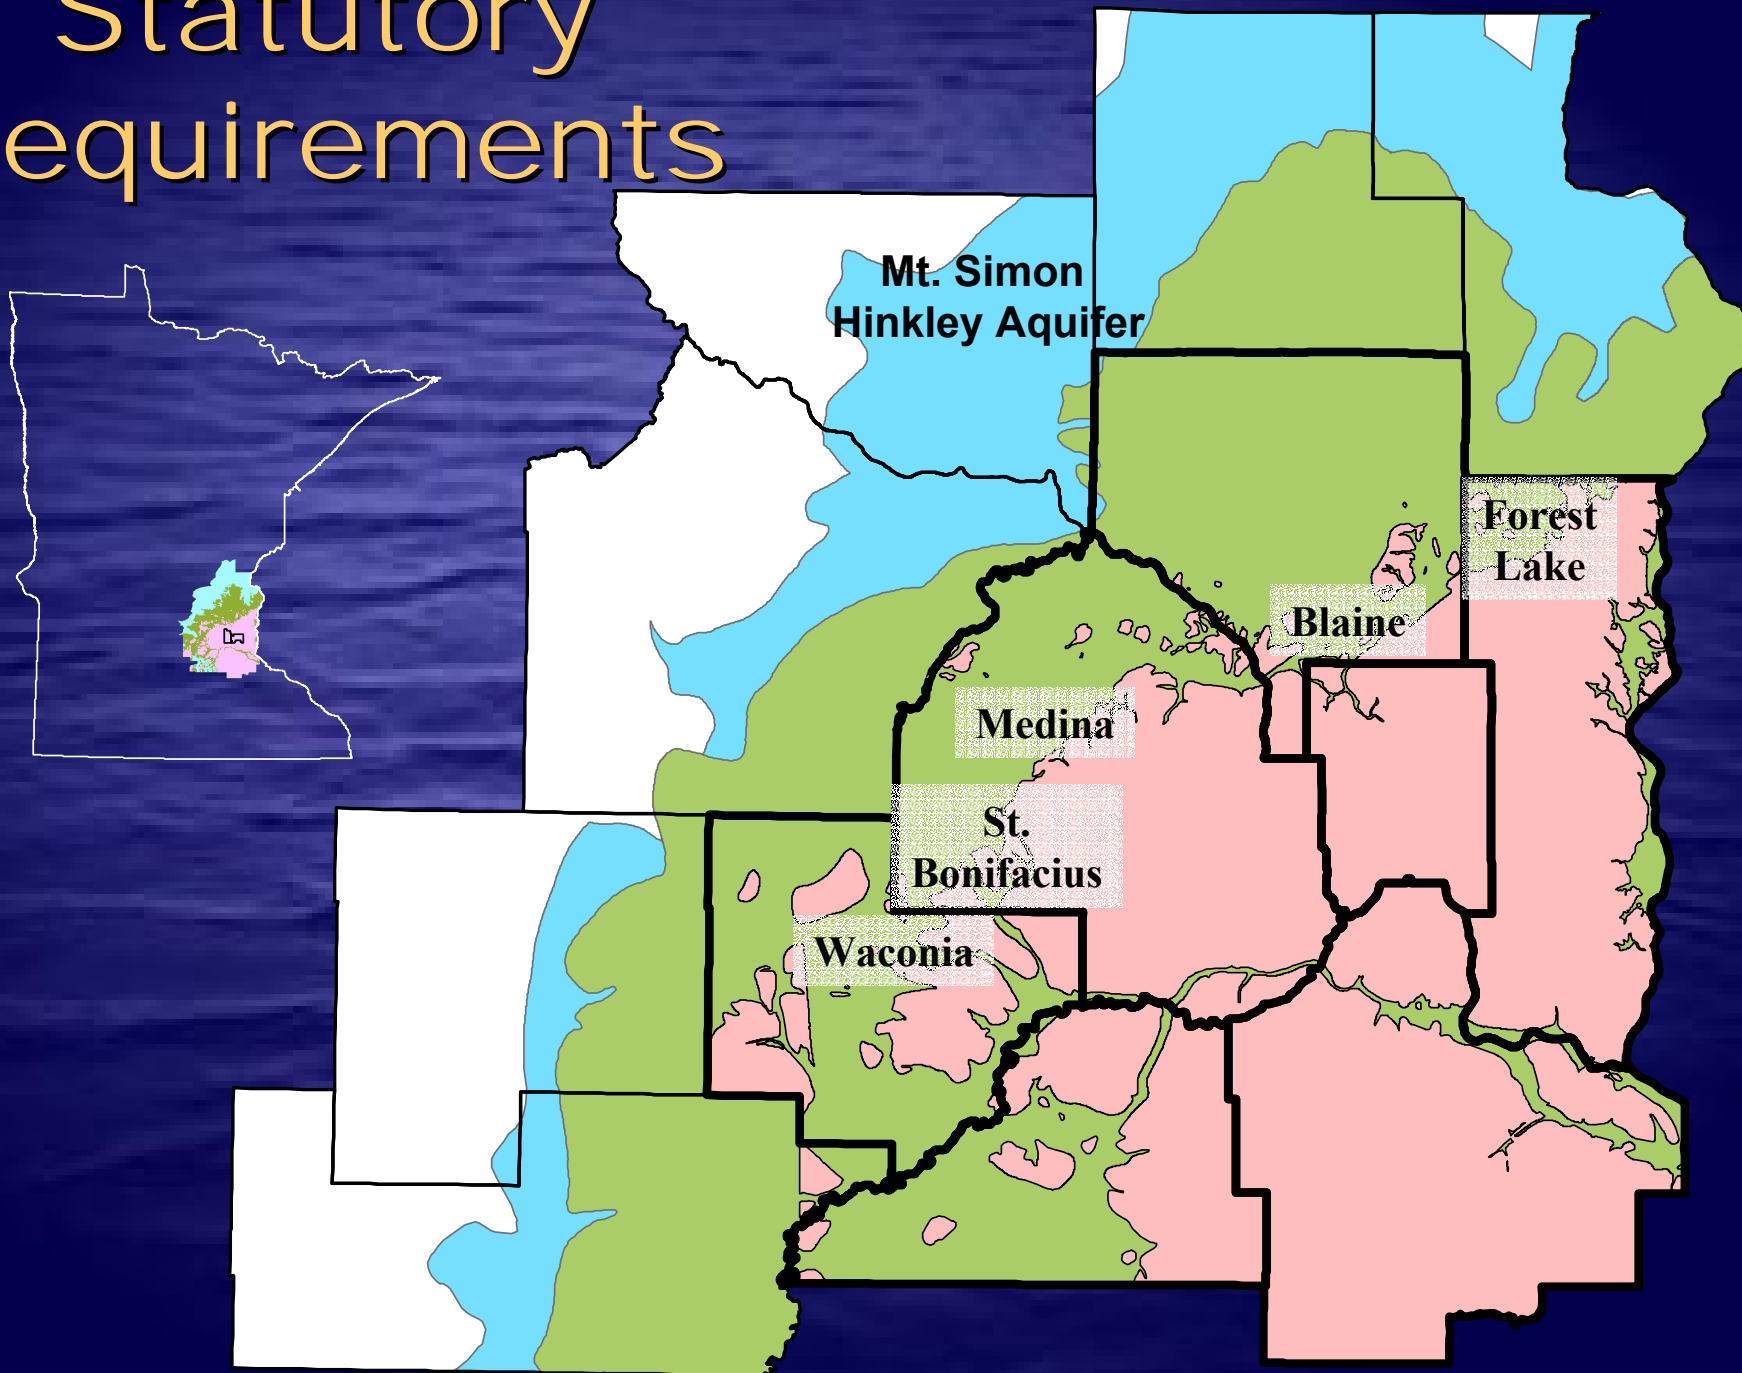 Statutory
equirements
Mt. Simon
Hinkley Aquifer
Forest
Lake
Blaine
Medina
St.
Bonifacius
Waconia